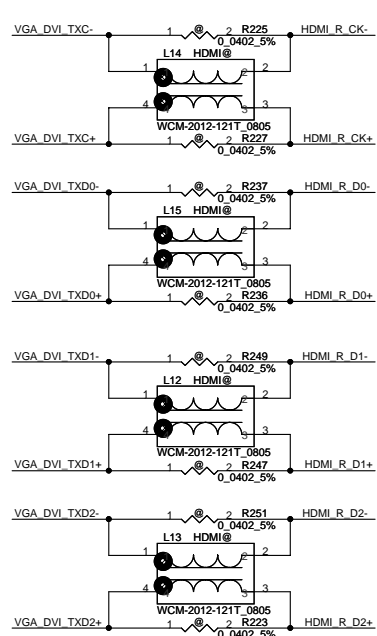 VGA_DVI_TXC- 1 @ 2 R225 HDMI_R_CK-
0_0402_5%
L14 HDMI@
1 2
4 3
WCM-2012-121T_0805
VGA_DVI_TXC+ 1 @ 2 R227 HDMI_R_CK+
0_0402_5%
VGA_DVI_TXD0- 1 @ 2 R237 HDMI_R_D0-
0_0402_5%
L15 HDMI@
1 2
4 3
WCM-2012-121T_0805
VGA_DVI_TXD0+ 1 @ 2 R236 HDMI_R_D0+
0_0402_5%
VGA_DVI_TXD1- 1 @ 2 R249 HDMI_R_D1-
0_0402_5%
L12 HDMI@
1 2
4 3
WCM-2012-121T_0805
VGA_DVI_TXD1+ 1 @ 2 R247 HDMI_R_D1+
0_0402_5%
VGA_DVI_TXD2- 1 @ 2 R251 HDMI_R_D2-
0_0402_5%
L13 HDMI@
1 2
4 3
WCM-2012-121T_0805
VGA_DVI_TXD2+ 1 @ 2 R223 HDMI_R_D2+
0_0402_5%